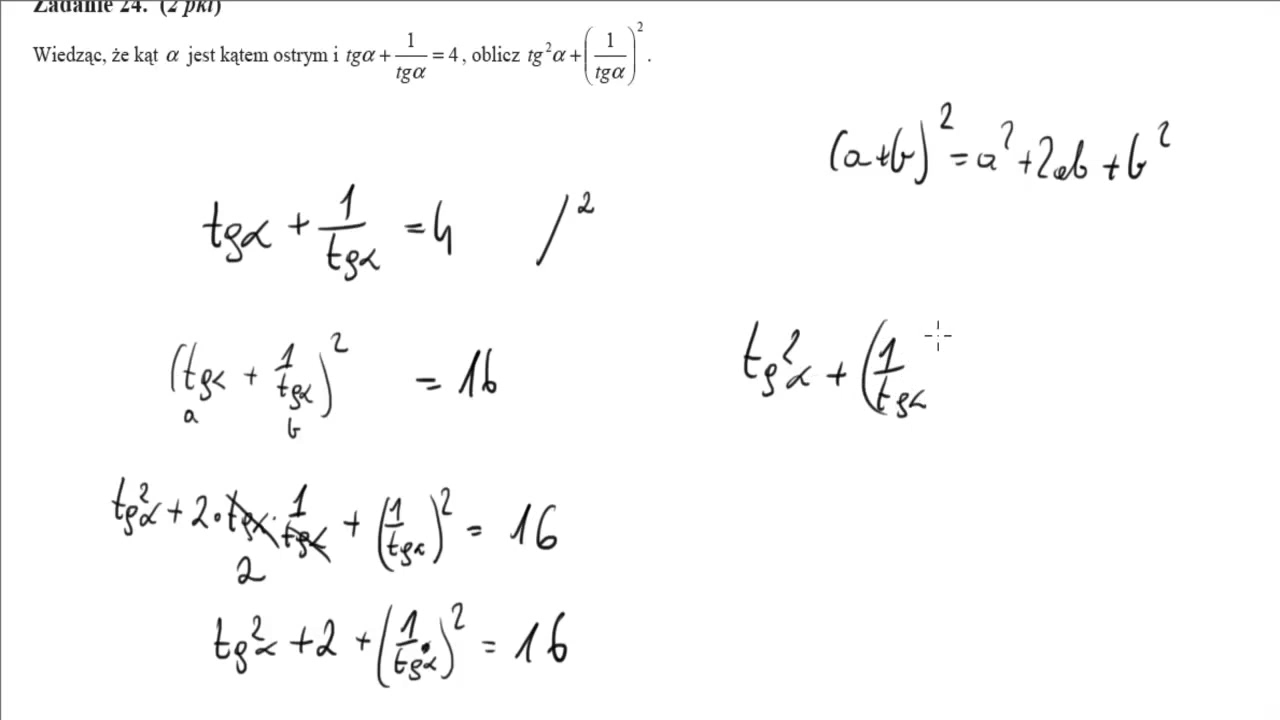 Zadanie 24. (2 pkt)
Wiedząc, że kąt α jest kątem ostrym i tgα + 1/tgα = 4, oblicz tg²α + (1/tgα)².
(a+b)² = a² + 2ab + b²
tgα + 1/tgα = 4 /²
(tgα + 1/tgα)² = 16
a b
tg²α + (1/tgα
tg²α + 2·tgα·1/tgα + (1/tgα)² = 16
2
tg²α + 2 + (1/tgα)² = 16